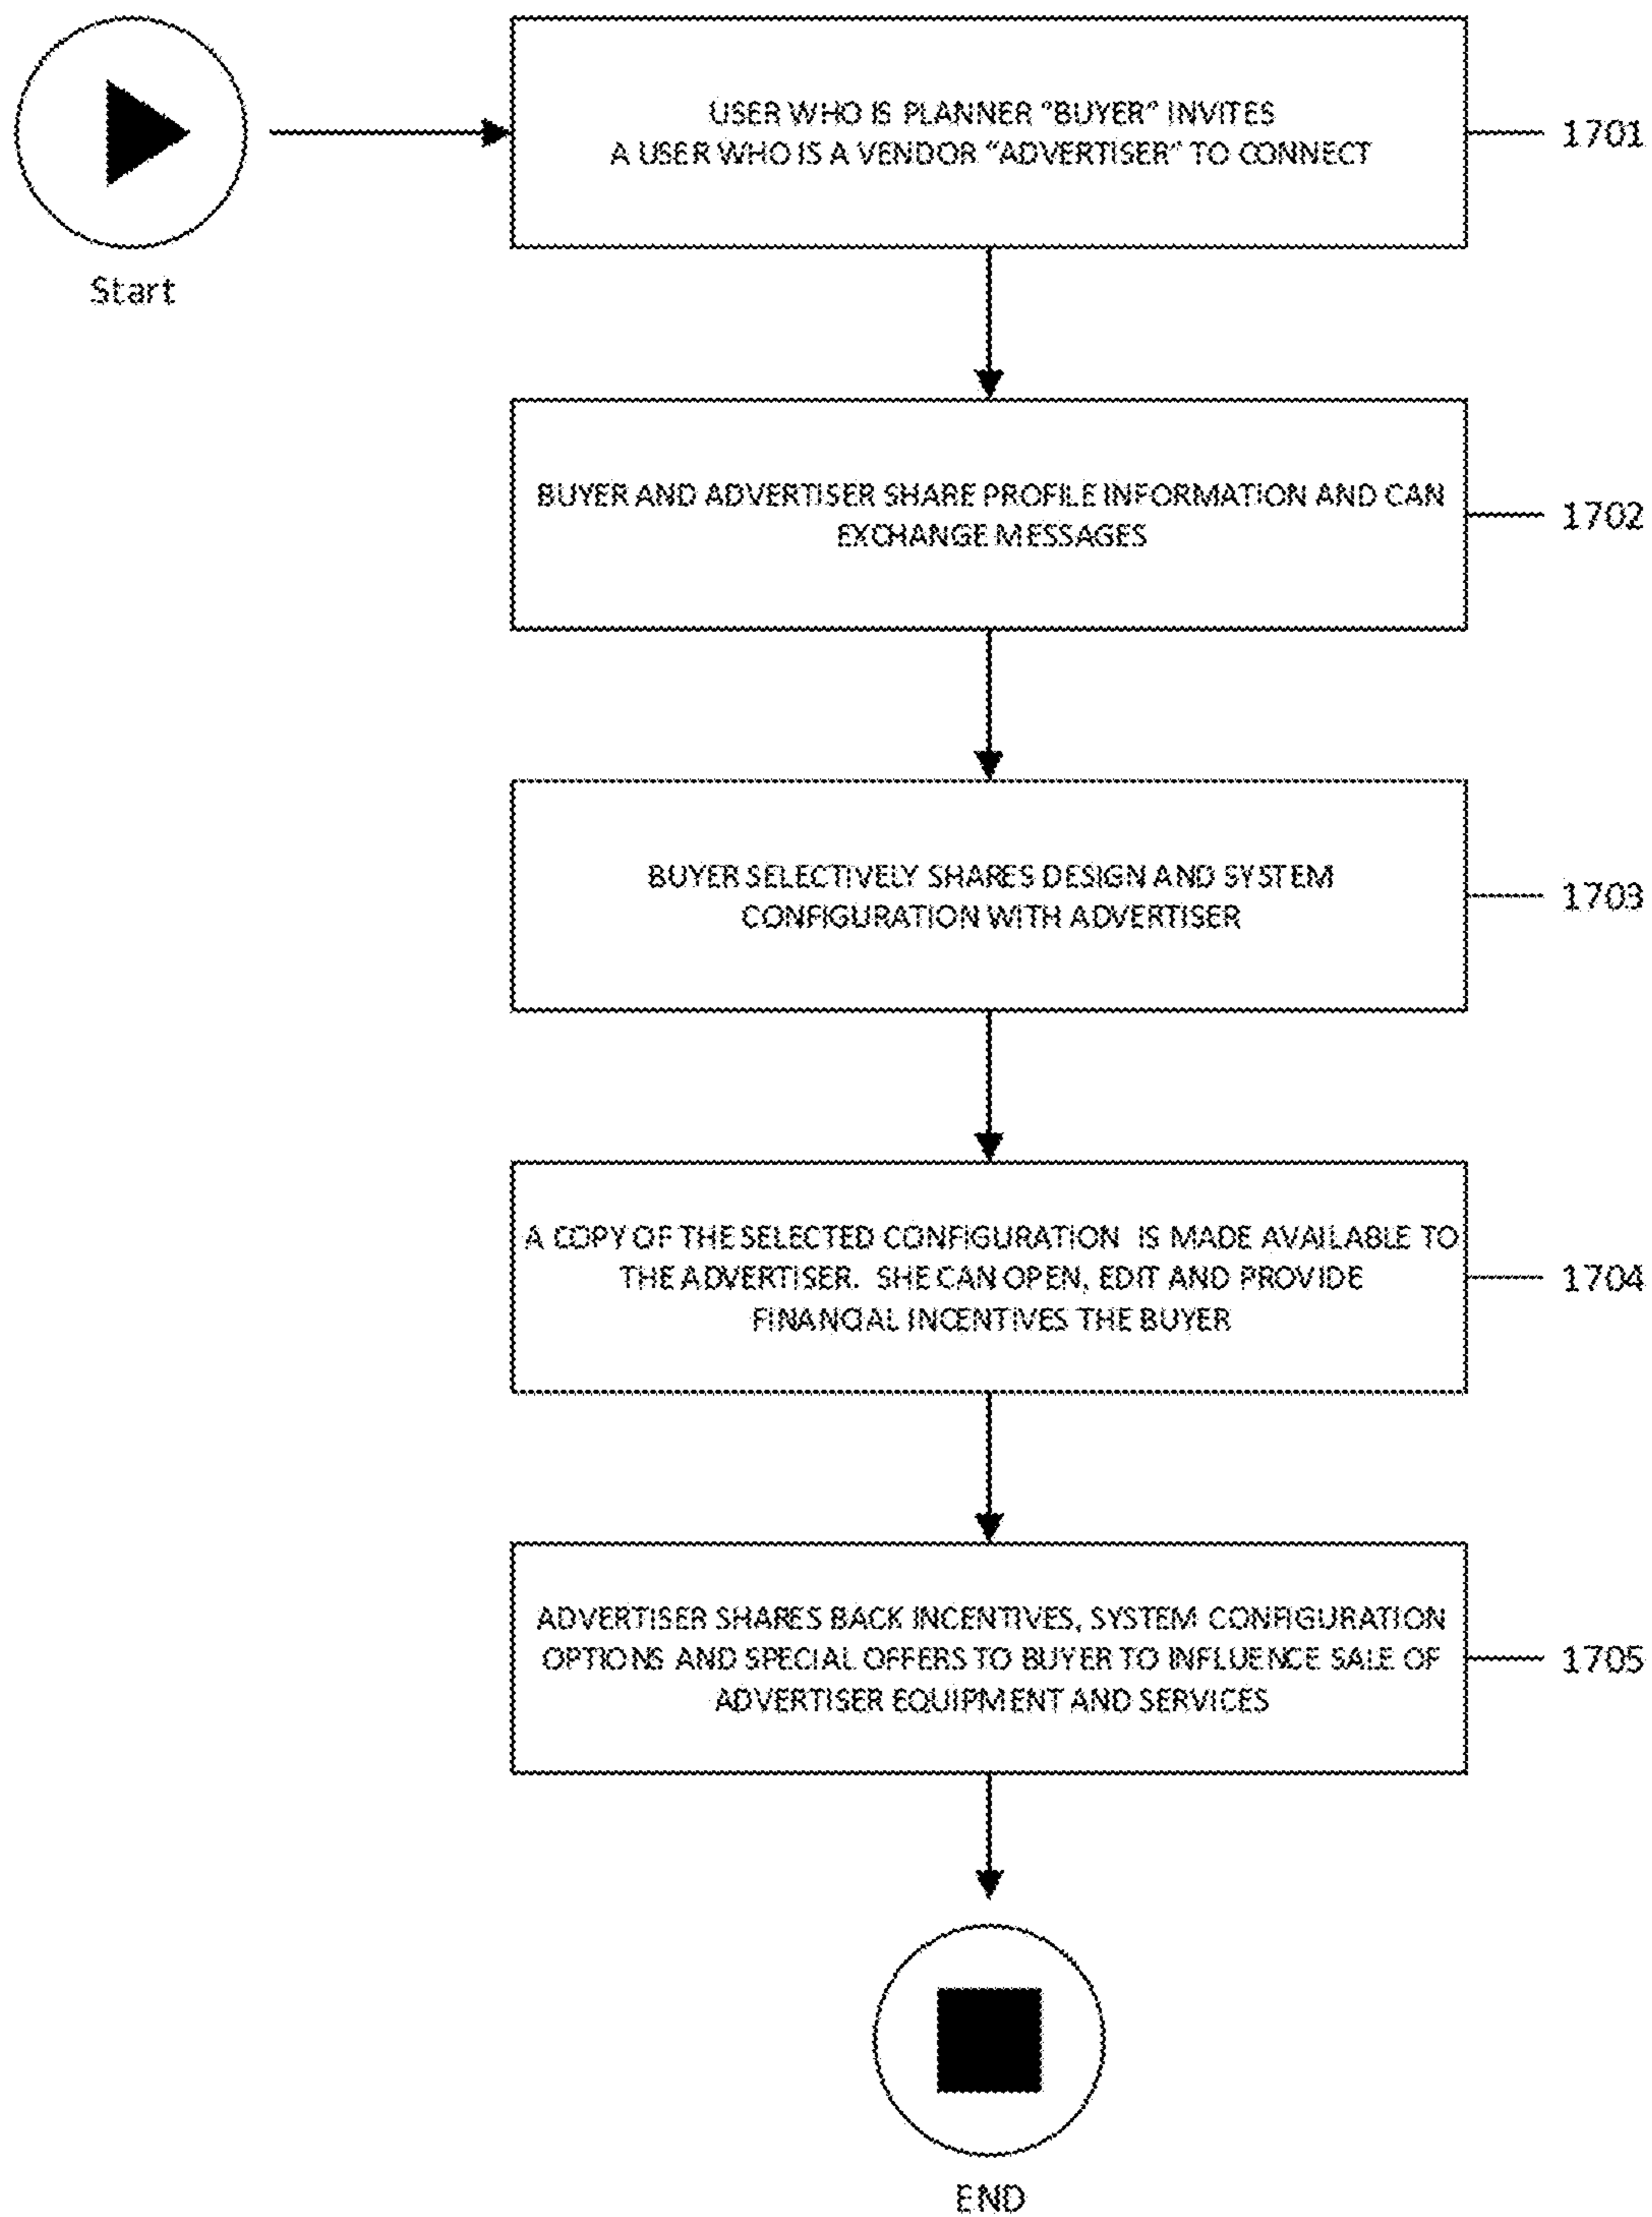 USER WHO IS PLANNER "BUYER" INVITES
A USER WHO IS A VENDOR "ADVERTISER" TO CONNECT
1701
Start
BUYER AND ADVERTISER SHARE PROFILE INFORMATION AND CAN
EXCHANGE MESSAGES
1702
BUYER SELECTIVELY SHARES DESIGN AND SYSTEM
CONFIGURATION WITH ADVERTISER
1703
A COPY OF THE SELECTED CONFIGURATION IS MADE AVAILABLE TO
THE ADVERTISER. SHE CAN OPEN, EDIT AND PROVIDE
FINANCIAL INCENTIVES THE BUYER
1704
ADVERTISER SHARES BACK INCENTIVES, SYSTEM CONFIGURATION
OPTIONS AND SPECIAL OFFERS TO BUYER TO INFLUENCE SALE OF
ADVERTISER EQUIPMENT AND SERVICES
1705
END